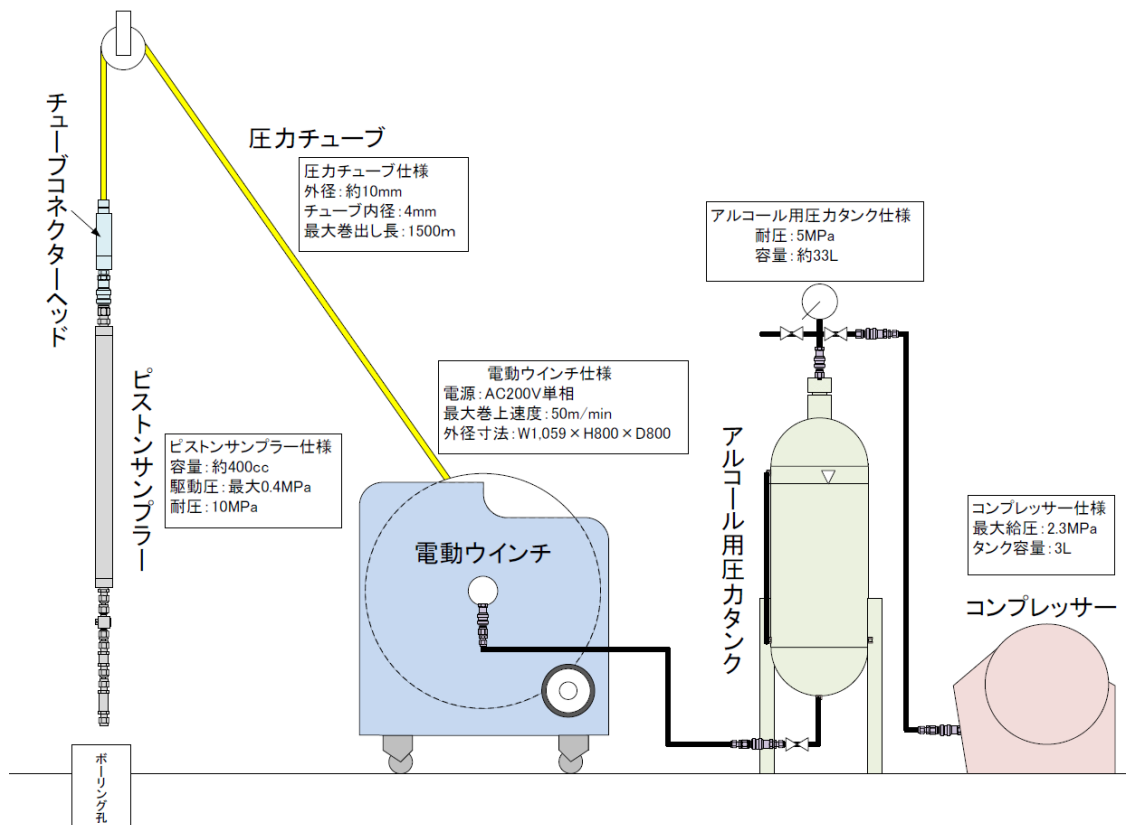 チューブコネクターヘッド
圧力チューブ
圧力チューブ仕様
外径：約10mm
チューブ内径：4mm
最大巻出し長：1500m
アルコール用圧力タンク仕様
耐圧：5MPa
容量：約33L
ピストンサンプラー
ピストンサンプラー仕様
容量：約400cc
駆動圧：最大0.4MPa
耐圧：10MPa
電動ウインチ仕様
電源：AC200V単相
最大巻上速度：50m/min
外径寸法：W1,059×H800×D800
電動ウインチ
アルコール用圧力タンク
コンプレッサー仕様
最大給圧：2.3MPa
タンク容量：3L
コンプレッサー
ボーリング孔